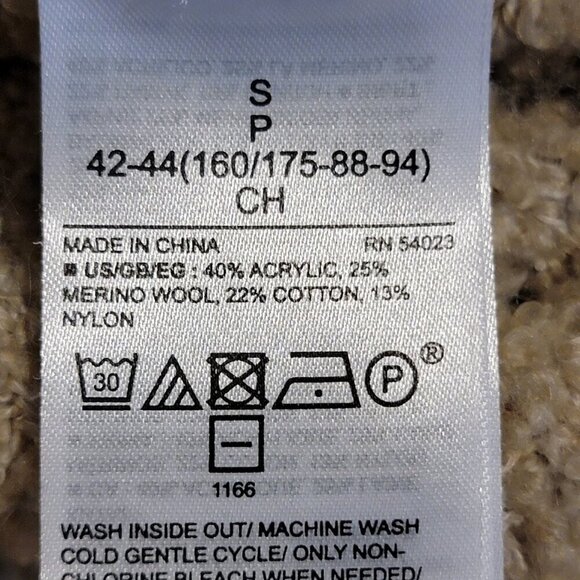 S
P
42-44(160/175-88-94)
CH
MADE IN CHINA RN 54023
US/GB/EG : 40% ACRYLIC, 25%
MERINO WOOL, 22% COTTON, 13%
NYLON
30 P ®
1166
WASH INSIDE OUT/ MACHINE WASH
COLD GENTLE CYCLE/ ONLY NON-
CHLORINE BLEACH WHEN NEEDED/